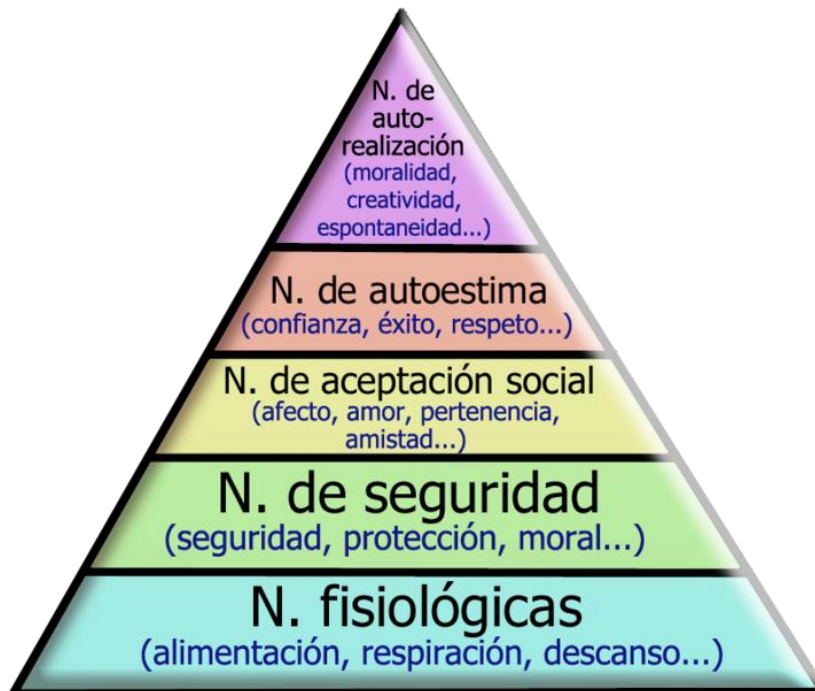 N. de
auto-
realización
(moralidad,
creatividad,
espontaneidad...)
N. de autoestima
(confianza, éxito, respeto...)
N. de aceptación social
(afecto, amor, pertenencia,
amistad...)
N. de seguridad
(seguridad, protección, moral...)
N. fisiológicas
(alimentación, respiración, descanso...)